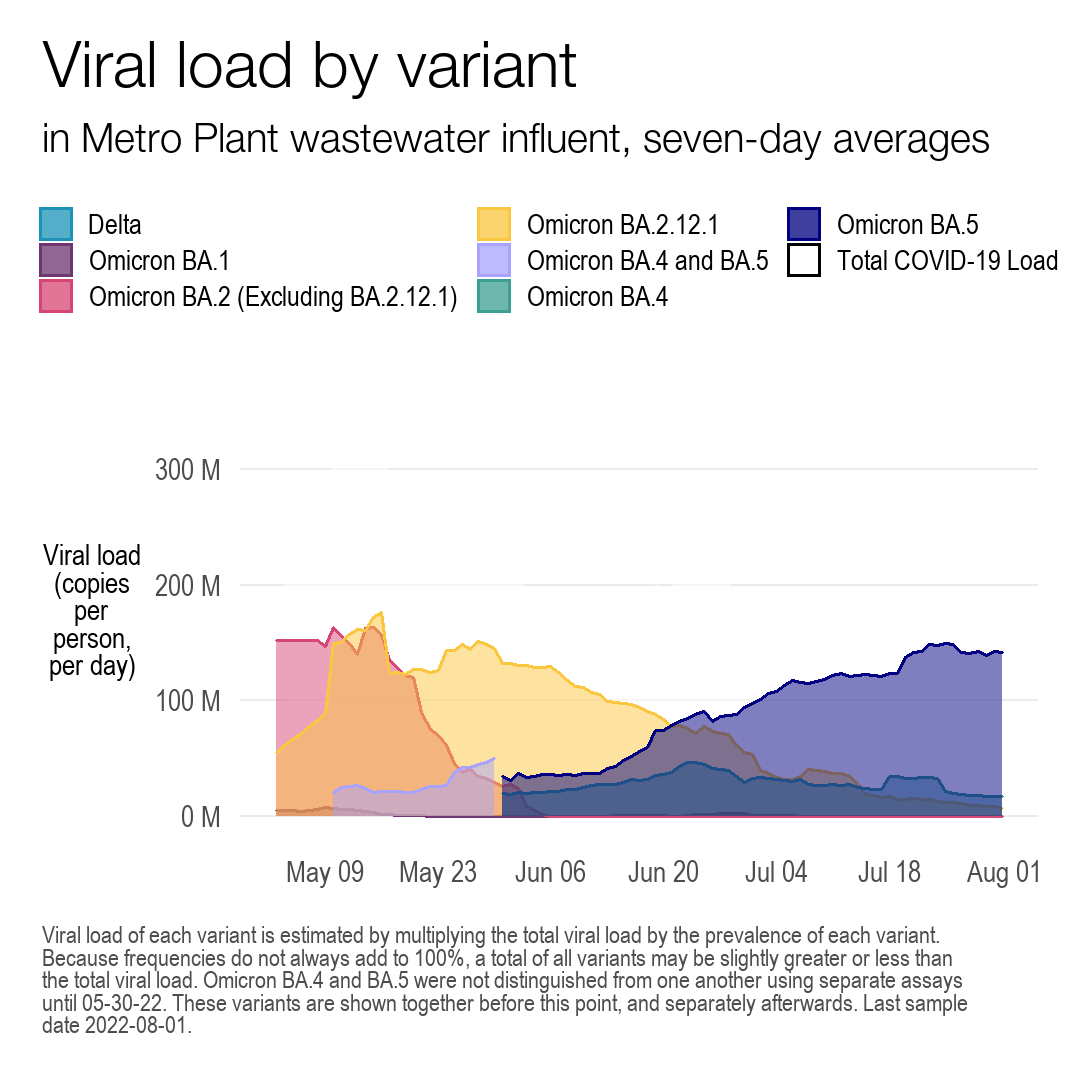 Viral load by variant
in Metro Plant wastewater influent, seven-day averages
Delta
Omicron BA.1
Omicron BA.2 (Excluding BA.2.12.1)
Omicron BA.2.12.1
Omicron BA.4 and BA.5
Omicron BA.4
Omicron BA.5
Total COVID-19 Load
300 M
200 M
100 M
0 M
Viral load
(copies
per
person,
per day)
May 09
May 23
Jun 06
Jun 20
Jul 04
Jul 18
Aug 01
Viral load of each variant is estimated by multiplying the total viral load by the prevalence of each variant.
Because frequencies do not always add to 100%, a total of all variants may be slightly greater or less than
the total viral load. Omicron BA.4 and BA.5 were not distinguished from one another using separate assays
until 05-30-22. These variants are shown together before this point, and separately afterwards. Last sample
date 2022-08-01.